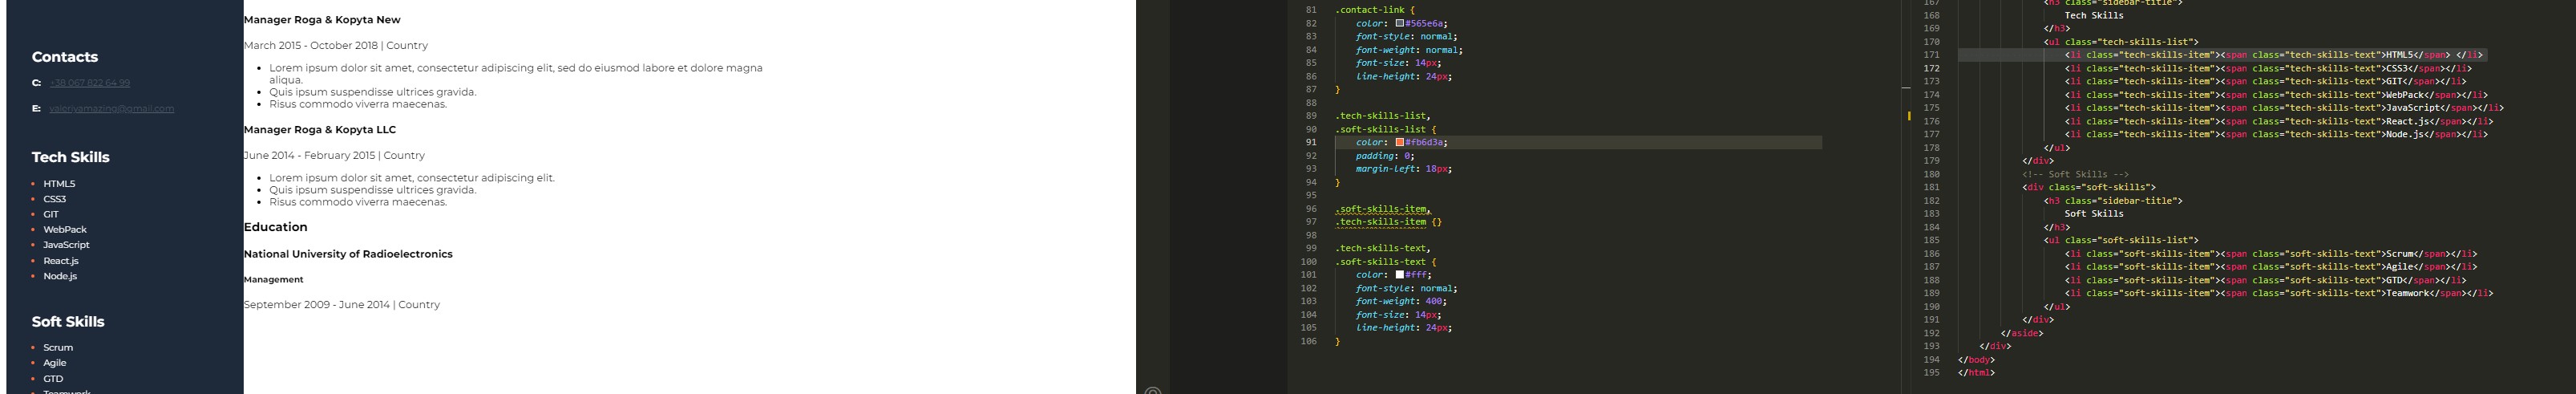 Contacts
C: +38 067 822 64 99
E: valeriyamazing@gmail.com
Tech Skills
HTML5
CSS3
GIT
WebPack
JavaScript
React.js
Node.js
Soft Skills
Scrum
Agile
GTD
Teamwork
Manager Roga & Kopyta New
March 2015 - October 2018 | Country
Lorem ipsum dolor sit amet, consectetur adipiscing elit, sed do eiusmod labore et dolore magna
aliqua.
Quis ipsum suspendisse ultrices gravida.
Risus commodo viverra maecenas.
Manager Roga & Kopyta LLC
June 2014 - February 2015 | Country
Lorem ipsum dolor sit amet, consectetur adipiscing elit.
Quis ipsum suspendisse ultrices gravida.
Risus commodo viverra maecenas.
Education
National University of Radioelectronics
Management
September 2009 - June 2014 | Country
81 .contact-link {
82 color: #565e6a;
83 font-style: normal;
84 font-weight: normal;
85 font-size: 14px;
86 line-height: 24px;
87 }
88
89 .tech-skills-list,
90 .soft-skills-list {
91 color: #fb6d3a;
92 padding: 0;
93 margin-left: 18px;
94 }
95
96 .soft-skills-item,
97 .tech-skills-item {}
98
99 .tech-skills-text,
100 .soft-skills-text {
101 color: #fff;
102 font-style: normal;
103 font-weight: 400;
104 font-size: 14px;
105 line-height: 24px;
106 }
167 <h3 class="sidebar-title">
168 Tech Skills
169 </h3>
170 <ul class="tech-skills-list">
171 <li class="tech-skills-item"><span class="tech-skills-text">HTML5</span> </li>
172 <li class="tech-skills-item"><span class="tech-skills-text">CSS3</span></li>
173 <li class="tech-skills-item"><span class="tech-skills-text">GIT</span></li>
174 <li class="tech-skills-item"><span class="tech-skills-text">WebPack</span></li>
175 <li class="tech-skills-item"><span class="tech-skills-text">JavaScript</span></li>
176 <li class="tech-skills-item"><span class="tech-skills-text">React.js</span></li>
177 <li class="tech-skills-item"><span class="tech-skills-text">Node.js</span></li>
178 </ul>
179 </div>
180 <!-- Soft Skills -->
181 <div class="soft-skills">
182 <h3 class="sidebar-title">
183 Soft Skills
184 </h3>
185 <ul class="soft-skills-list">
186 <li class="soft-skills-item"><span class="soft-skills-text">Scrum</span></li>
187 <li class="soft-skills-item"><span class="soft-skills-text">Agile</span></li>
188 <li class="soft-skills-item"><span class="soft-skills-text">GTD</span></li>
189 <li class="soft-skills-item"><span class="soft-skills-text">Teamwork</span></li>
190 </ul>
191 </div>
192 </aside>
193 </div>
194 </body>
195 </html>